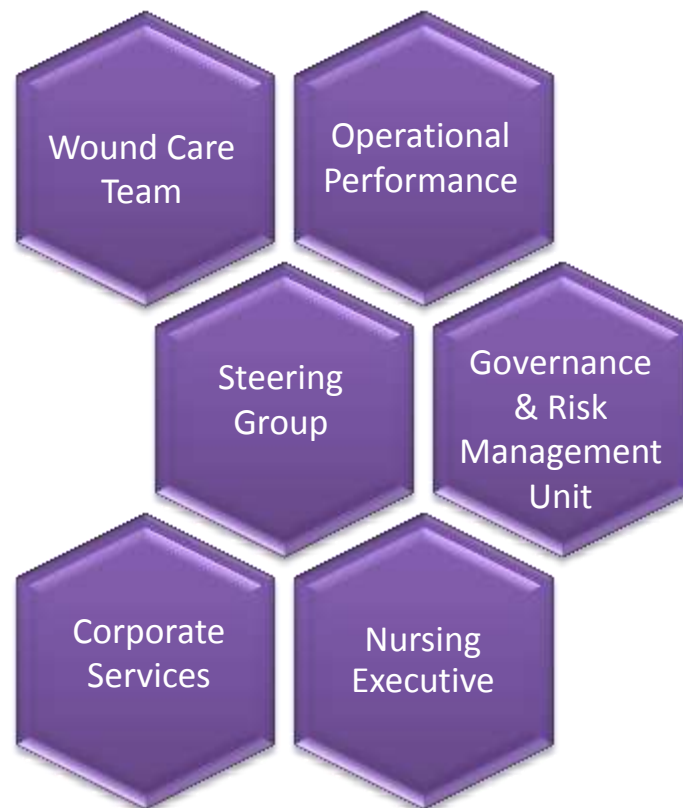 Wound Care
Team
Operational
Performance
Steering
Group
Governance
& Risk
Management
Unit
Corporate
Services
Nursing
Executive